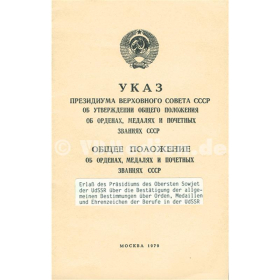 УКАЗ
ПРЕЗИДИУМА ВЕРХОВНОГО СОВЕТА СССР
ОБ УТВЕРЖДЕНИИ ОБЩЕГО ПОЛОЖЕНИЯ
ОБ ОРДЕНАХ, МЕДАЛЯХ И ПОЧЕТНЫХ
ЗВАНИЯХ СССР
ОБЩЕЕ ПОЛОЖЕНИЕ
ОБ ОРДЕНАХ, МЕДАЛЯХ И ПОЧЕТНЫХ
ЗВАНИЯХ СССР
Erlaß des Präsidiums des Obersten Sowjet
der UdSSR über die Bestätigung der allge-
meinen Bestimmungen über Orden, Medaillen
und Ehrenzeichen der Berufe in der UdSSR
МОСКВА 1979